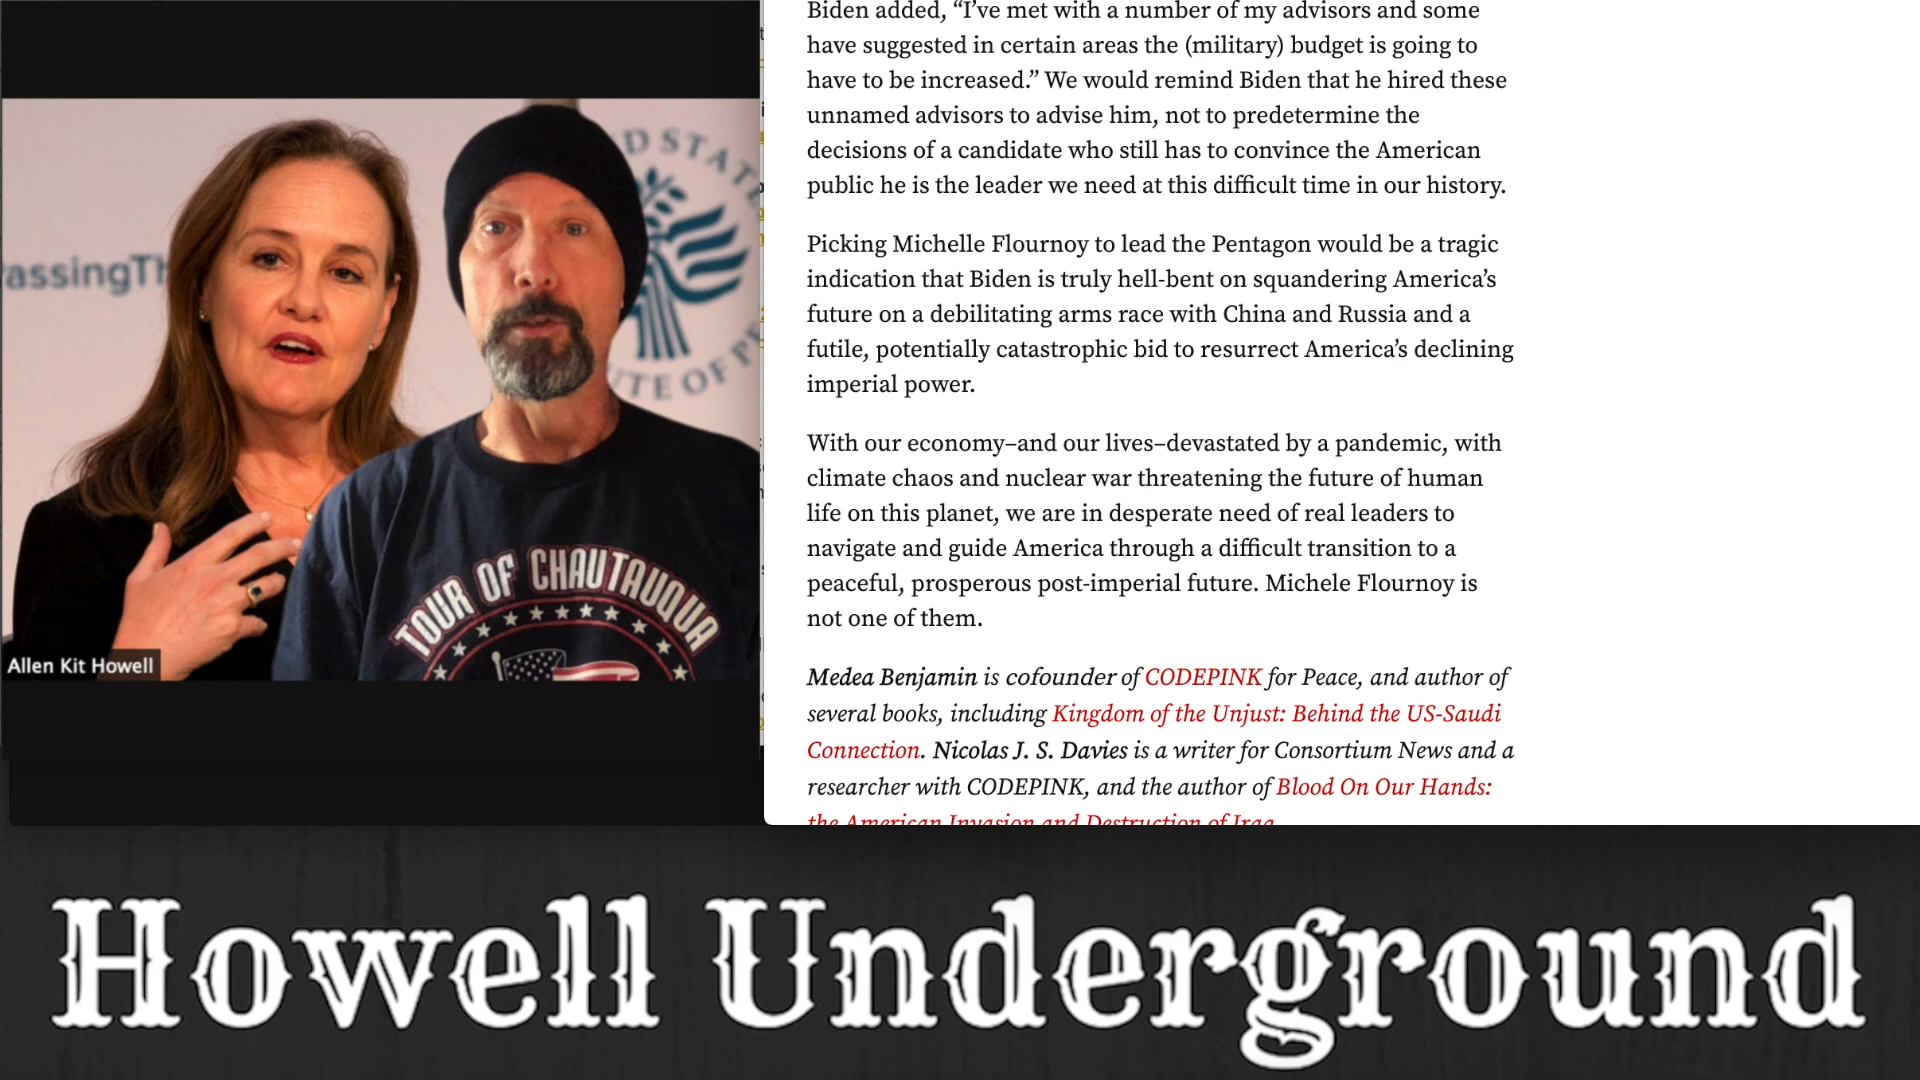 Biden added, “I’ve met with a number of my advisors and some
have suggested in certain areas the (military) budget is going to
have to be increased.” We would remind Biden that he hired these
unnamed advisors to advise him, not to predetermine the
decisions of a candidate who still has to convince the American
public he is the leader we need at this difficult time in our history.
Picking Michelle Flournoy to lead the Pentagon would be a tragic
indication that Biden is truly hell-bent on squandering America’s
future on a debilitating arms race with China and Russia and a
futile, potentially catastrophic bid to resurrect America’s declining
imperial power.
With our economy–and our lives–devastated by a pandemic, with
climate chaos and nuclear war threatening the future of human
life on this planet, we are in desperate need of real leaders to
navigate and guide America through a difficult transition to a
peaceful, prosperous post-imperial future. Michele Flournoy is
not one of them.
Medea Benjamin is cofounder of CODEPINK for Peace, and author of
several books, including Kingdom of the Unjust: Behind the US-Saudi
Connection. Nicolas J. S. Davies is a writer for Consortium News and a
researcher with CODEPINK, and the author of Blood On Our Hands:
the American Invasion and Destruction of Iraq
assingTh
D STATE
TE OF PE
TOUR OF CHAUTAUQUA
Allen Kit Howell
Howell Underground